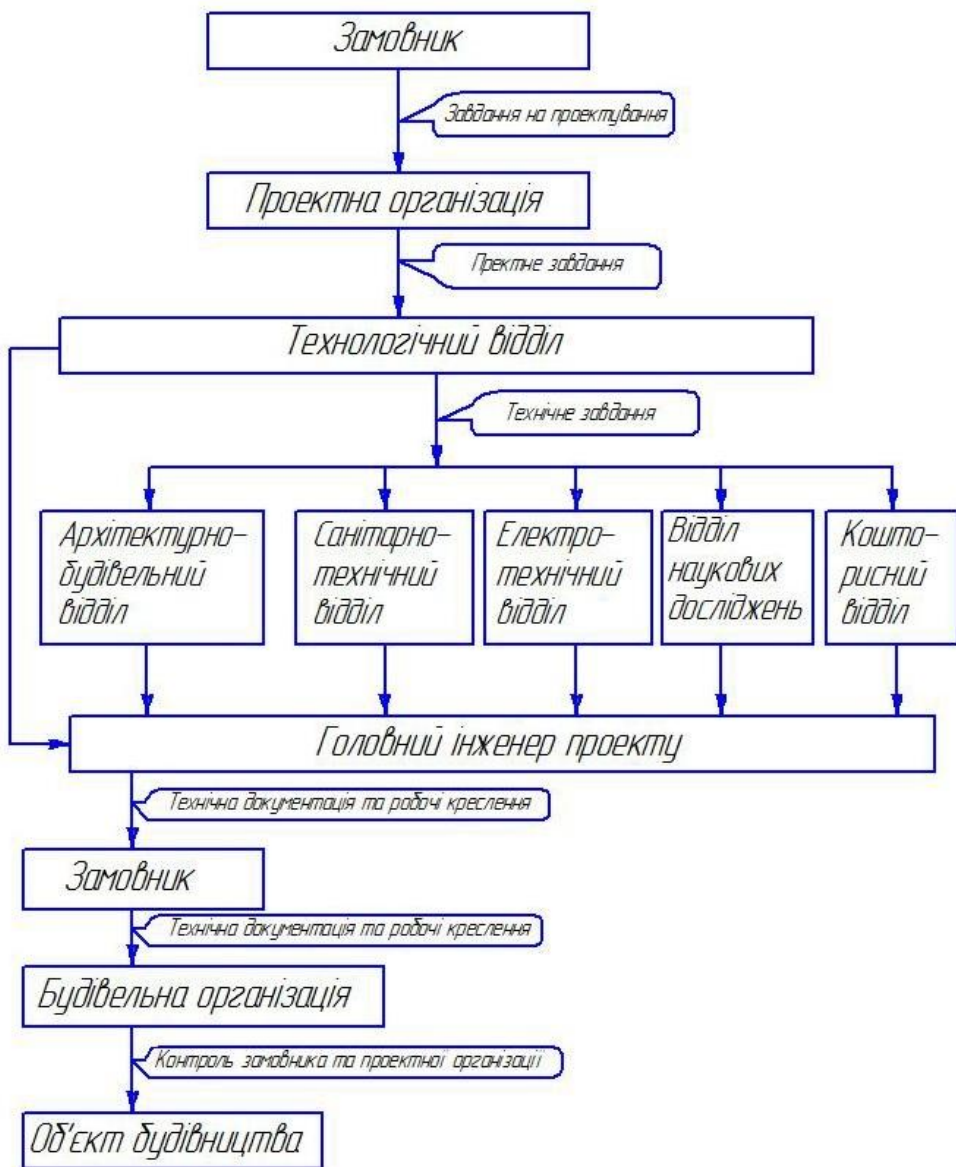 Замовник
Завдання на проектування
Проектна організація
Пректне завдання
Технологічний відділ
Технічне завдання
Архітектурно-
будівельний
відділ
Санітарно-
технічний
відділ
Електро-
технічний
відділ
Відділ
наукових
досліджень
Кошто-
рисний
відділ
Головний інженер проекту
Технічна документація та робочі креслення
Замовник
Технічна документація та робочі креслення
Будівельна організація
Контроль замовника та проектної організації
Об'єкт будівництва